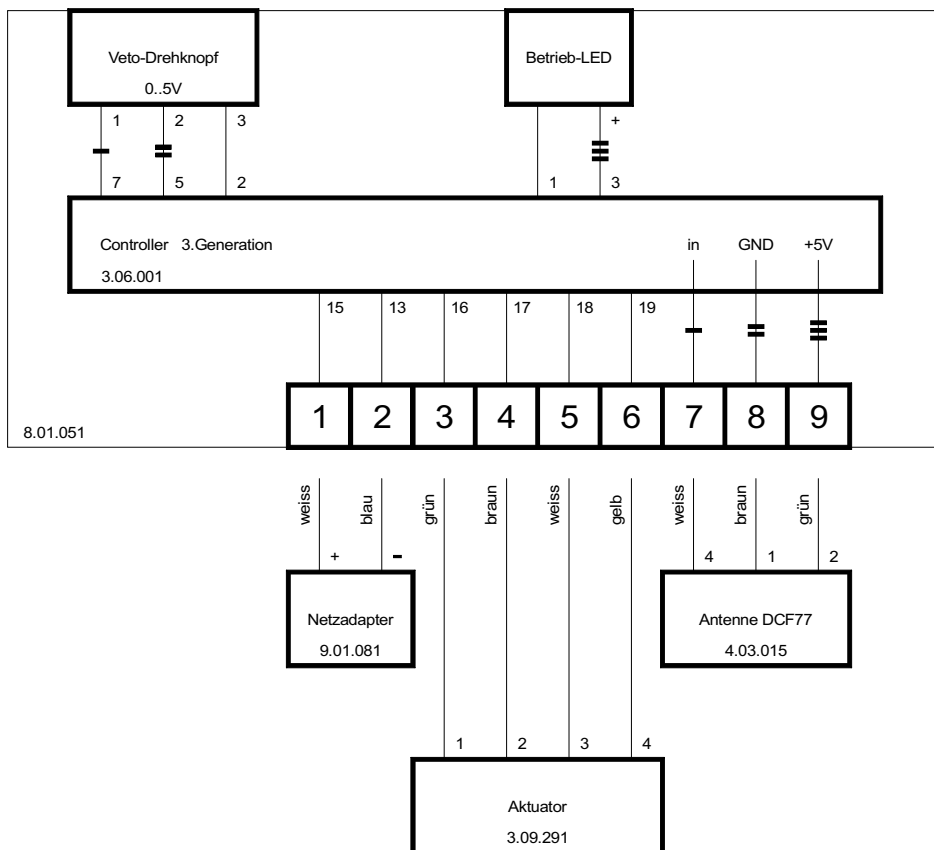 Veto-Drehknopf
0..5V
Betrieb-LED
1 2 3 +
7 5 2 1 3
Controller 3.Generation
3.06.001
in GND +5V
15 13 16 17 18 19
1 2 3 4 5 6 7 8 9
8.01.051
weiss blau grün braun weiss gelb weiss braun grün
+ - 4 1 2
Netzadapter
9.01.081
Antenne DCF77
4.03.015
1 2 3 4
Aktuator
3.09.291